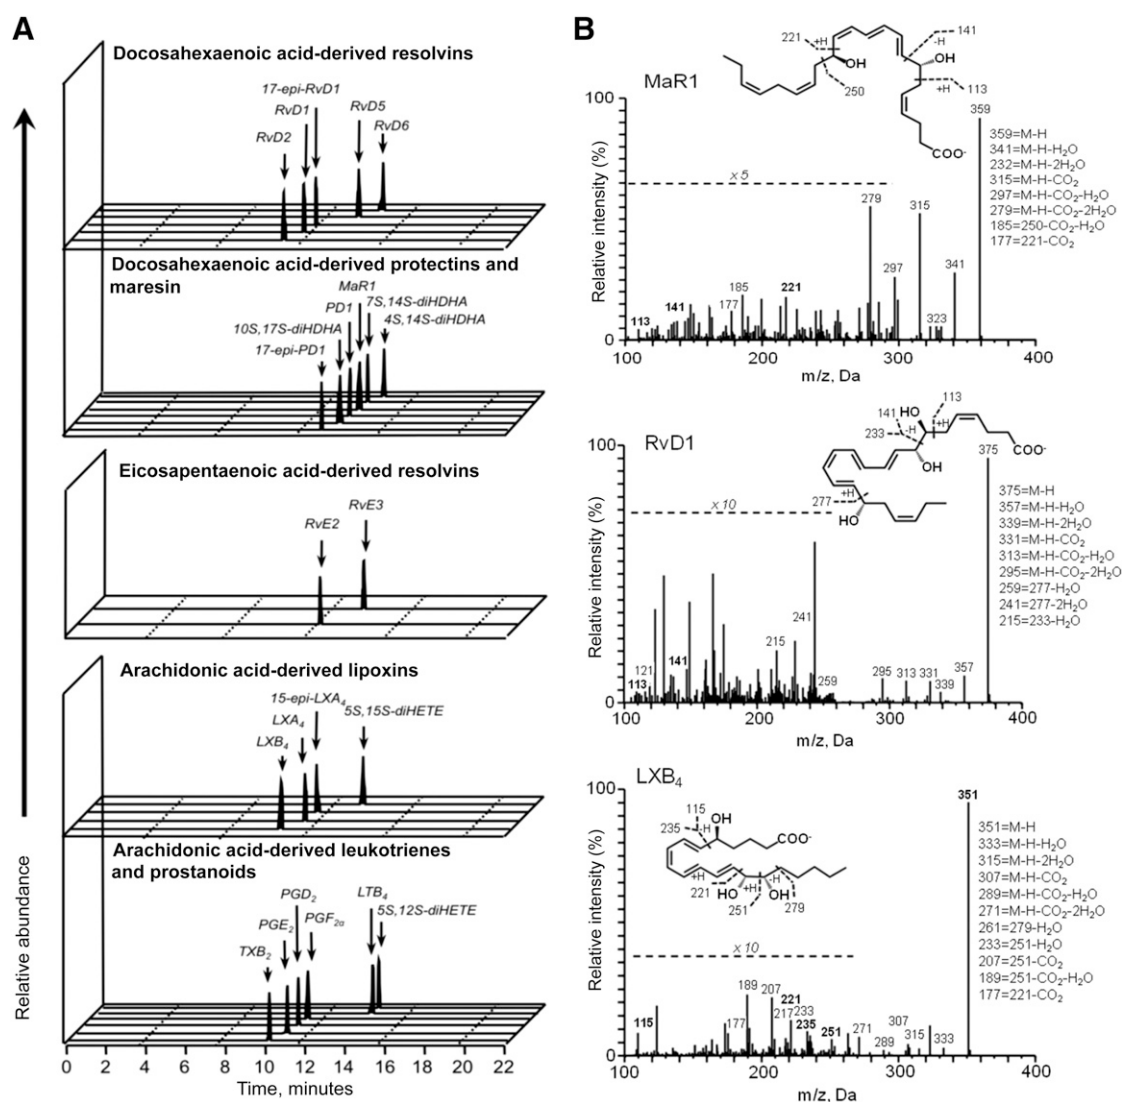 A
Docosahexaenoic acid-derived resolvins
17-epi-RvD1
RvD1
RvD5
RvD2
RvD6
Docosahexaenoic acid-derived protectins and
maresin
MaR1
PD1
7S,14S-diHDHA
10S,17S-diHDHA
4S,14S-diHDHA
17-epi-PD1
Eicosapentaenoic acid-derived resolvins
RvE3
RvE2
Arachidonic acid-derived lipoxins
15-epi-LXA4
5S,15S-diHETE
LXA4
LXB4
Arachidonic acid-derived leukotrienes
and prostanoids
PGD2
LTB4
PGE2
PGF2α
5S,12S-diHETE
TXB2
Relative abundance
0 2 4 6 8 10 12 14 16 18 20 22
Time, minutes
B
MaR1
221
+H
141
-H
OH
OH
250
+H
113
COO-
100
Relative intensity (%)
x 5
359
279
315
297
341
185
221
177
141
113
323
0
100 200 300 400
m/z, Da
359=M-H
341=M-H-H2O
232=M-H-2H2O
315=M-H-CO2
297=M-H-CO2-H2O
279=M-H-CO2-2H2O
185=250-CO2-H2O
177=221-CO2
RvD1
113
HO
141
-H
+H
233
COO-
OH
277
+H
HO
100
Relative intensity (%)
x 10
375
241
215
141
121
113
259
295
313
331
339
357
0
100 200 300 400
m/z, Da
375=M-H
357=M-H-H2O
339=M-H-2H2O
331=M-H-CO2
313=M-H-CO2-H2O
295=M-H-CO2-2H2O
259=277-H2O
241=277-2H2O
215=233-H2O
LXB4
115
OH
235
-H
COO-
+H
221
HO
+H
-H
OH
251
279
100
Relative intensity (%)
x 10
351
189
207
221
217
233
235
177
115
251
271
289
307
315
333
0
100 200 300 400
m/z, Da
351=M-H
333=M-H-H2O
315=M-H-2H2O
307=M-H-CO2
289=M-H-CO2-H2O
271=M-H-CO2-2H2O
261=279-H2O
233=251-H2O
207=251-CO2
189=251-CO2-H2O
177=221-CO2